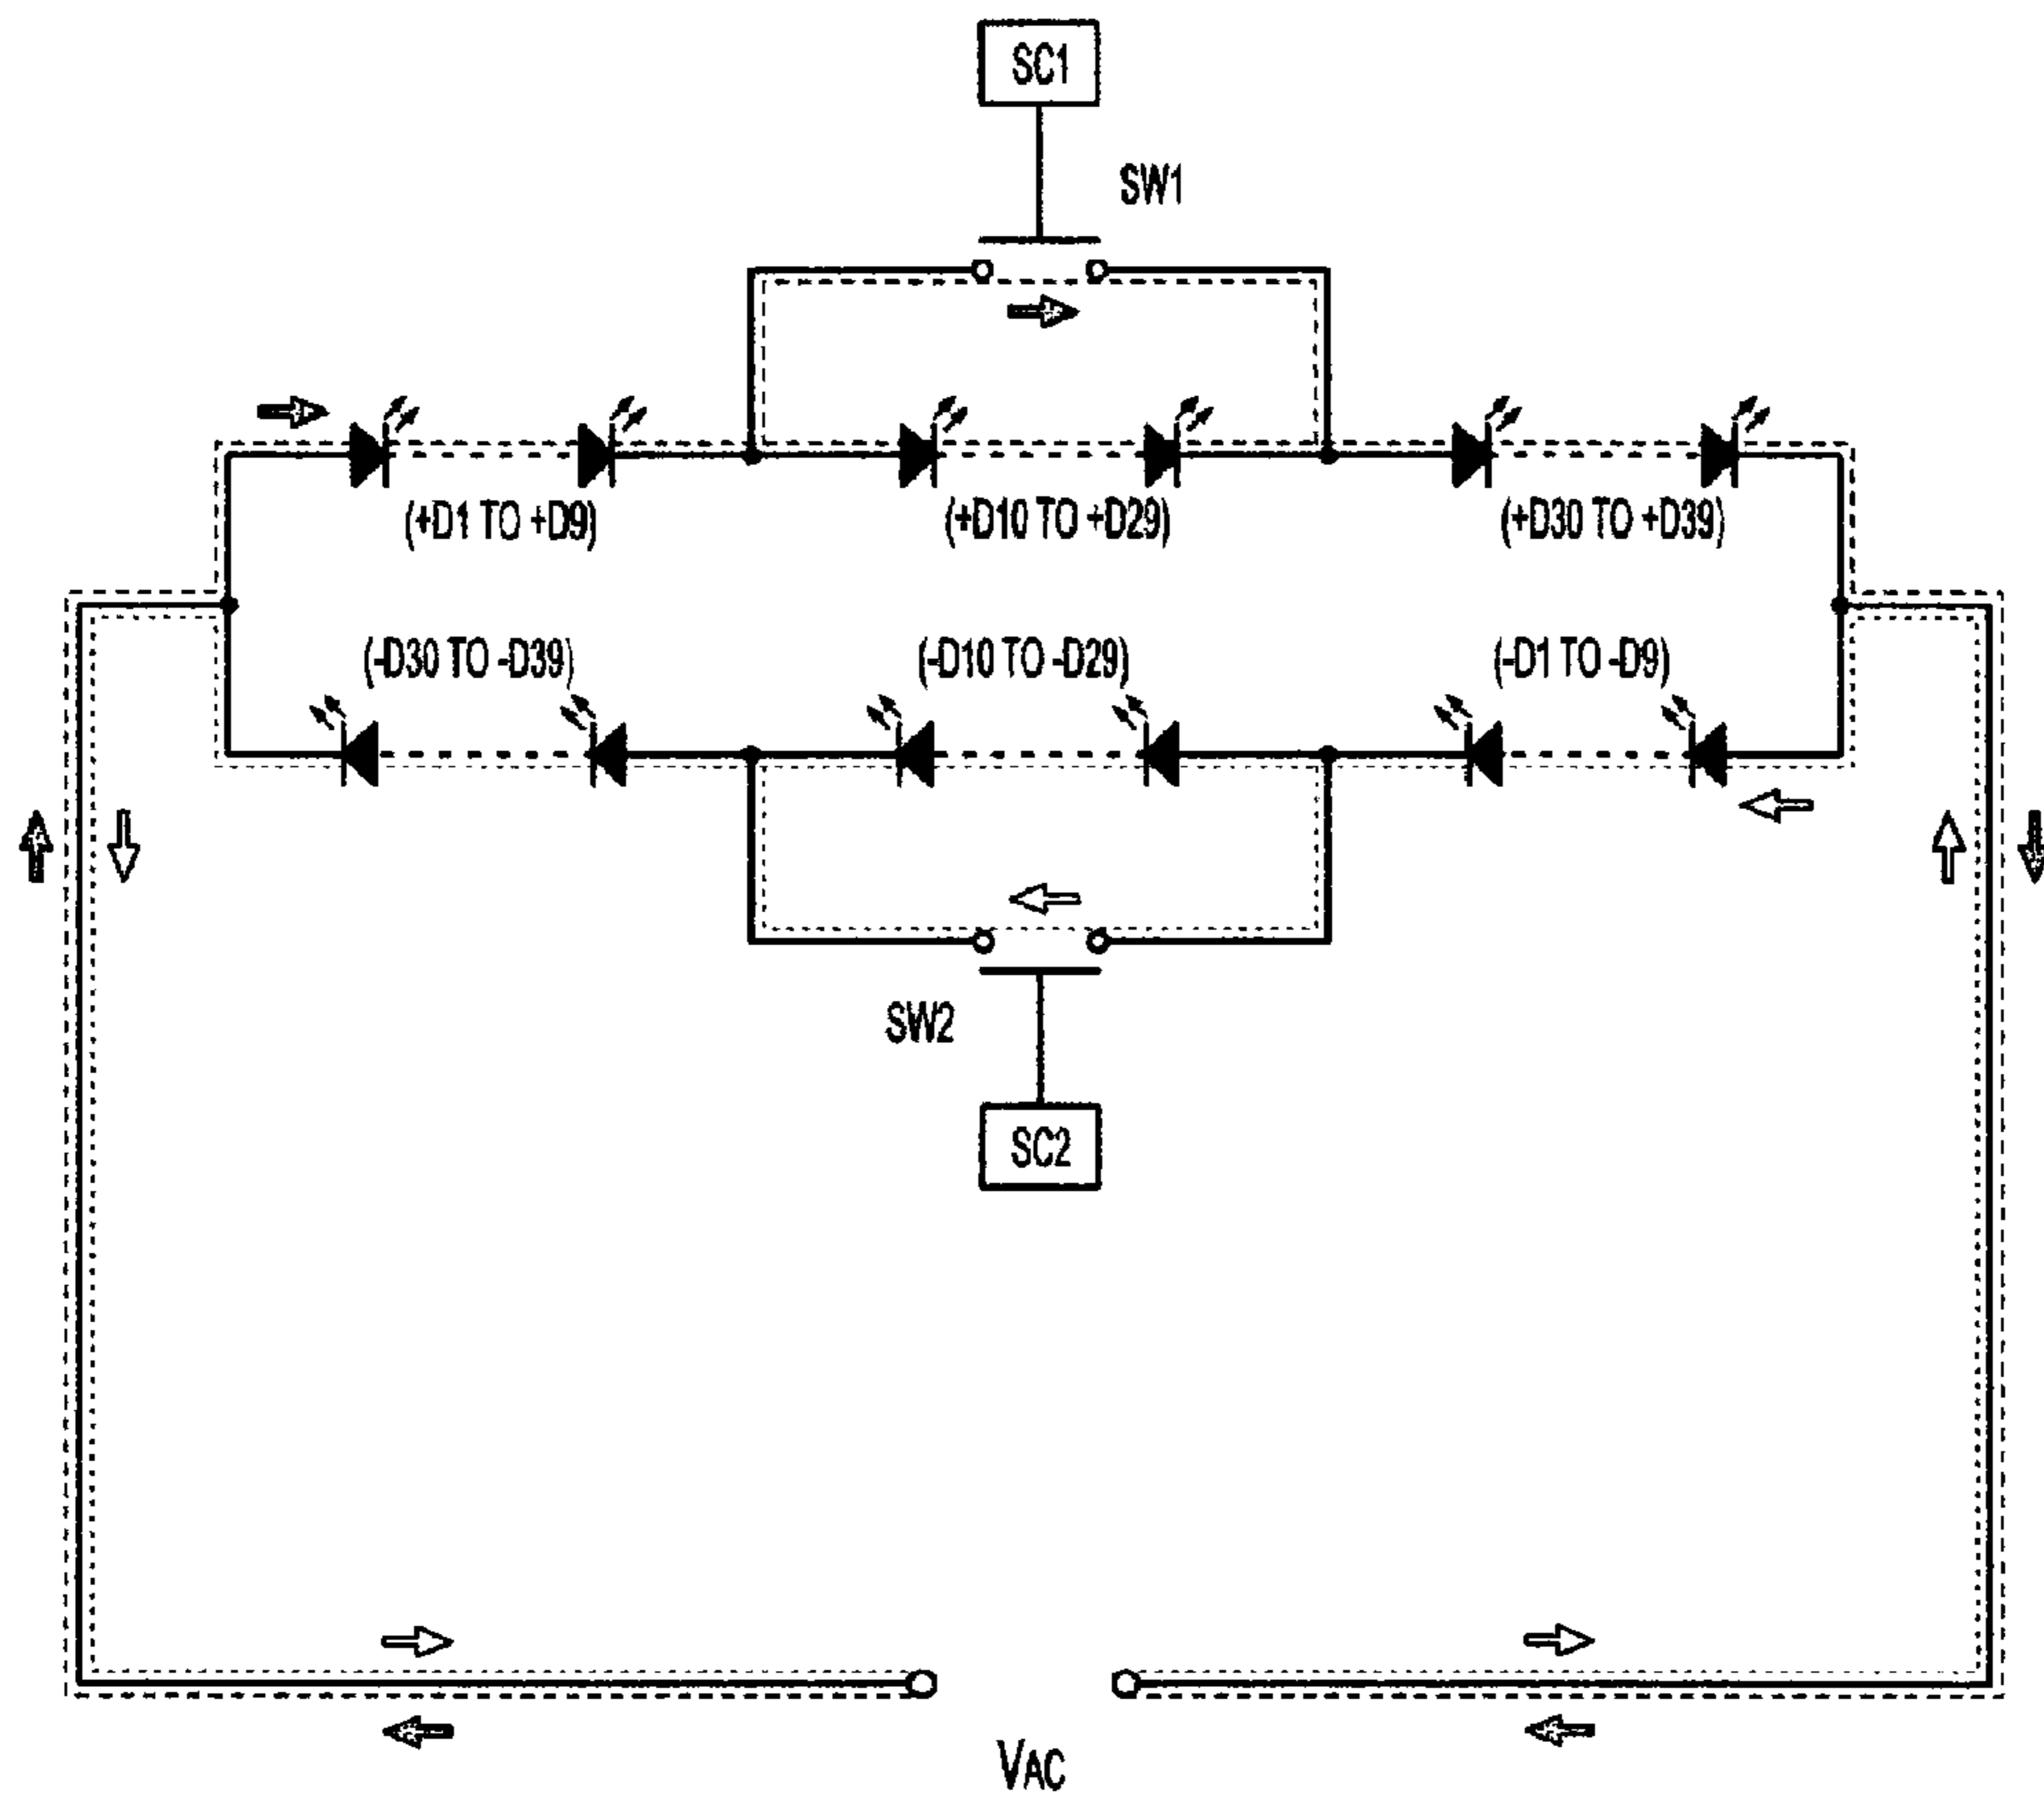 SC1
SW1
(+D1 TO +D9)
(+D10 TO +D29)
(+D30 TO +D39)
(-D30 TO -D39)
(-D10 TO -D29)
(-D1 TO -D9)
SW2
SC2
VAC